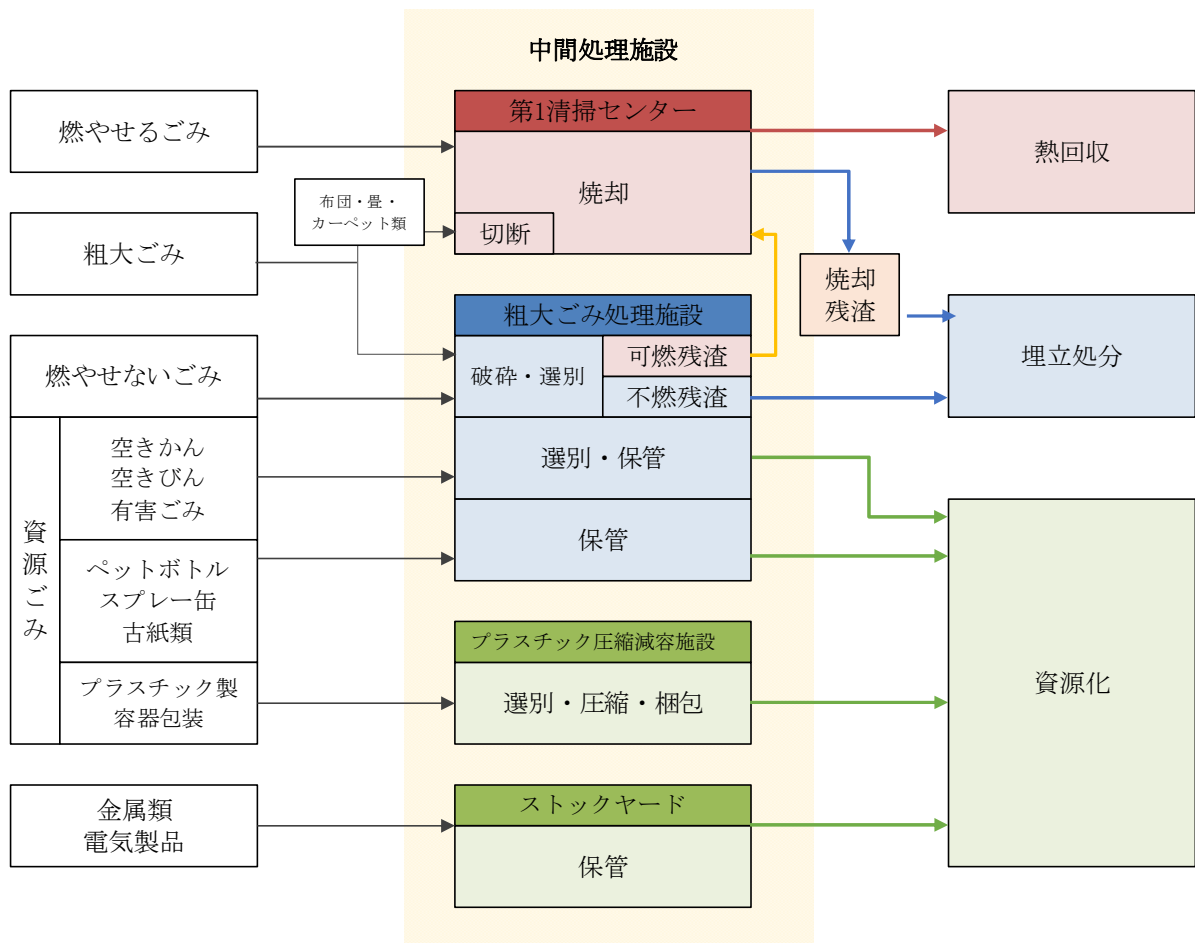 中間処理施設
燃やせるごみ
粗大ごみ
布団・畳・
カーペット類
燃やせないごみ
資
源
ご
み
空きかん
空きびん
有害ごみ
ペットボトル
スプレー缶
古紙類
プラスチック製
容器包装
金属類
電気製品
第1清掃センター
焼却
切断
粗大ごみ処理施設
破砕・選別
可燃残渣
不燃残渣
選別・保管
保管
プラスチック圧縮減容施設
選別・圧縮・梱包
ストックヤード
保管
焼却
残渣
熱回収
埋立処分
資源化